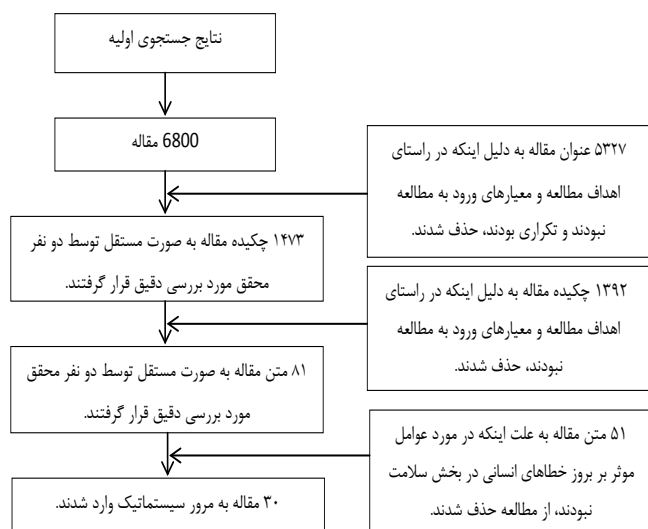 نتایج جستجوی اولیه
6800 مقاله
۵۳۲۷ عنوان مقاله به دلیل اینکه در راستای
اهداف مطالعه و معیارهای ورود به مطالعه
نبودند و تکراری بودند، حذف شدند.
۱۴۷۳ چکیده مقاله به صورت مستقل توسط دو نفر
محقق مورد بررسی دقیق قرار گرفتند.
۱۳۹۲ چکیده مقاله به دلیل اینکه در راستای
اهداف مطالعه و معیارهای ورود به مطالعه
نبودند، حذف شدند.
۸۱ متن مقاله به صورت مستقل توسط دو نفر محقق
مورد بررسی دقیق قرار گرفتند.
۵۱ متن مقاله به علت اینکه در مورد عوامل
موثر بر بروز خطاهای انسانی در بخش سلامت
نبودند، از مطالعه حذف شدند.
۳۰ مقاله به مرور سیستماتیک وارد شدند.